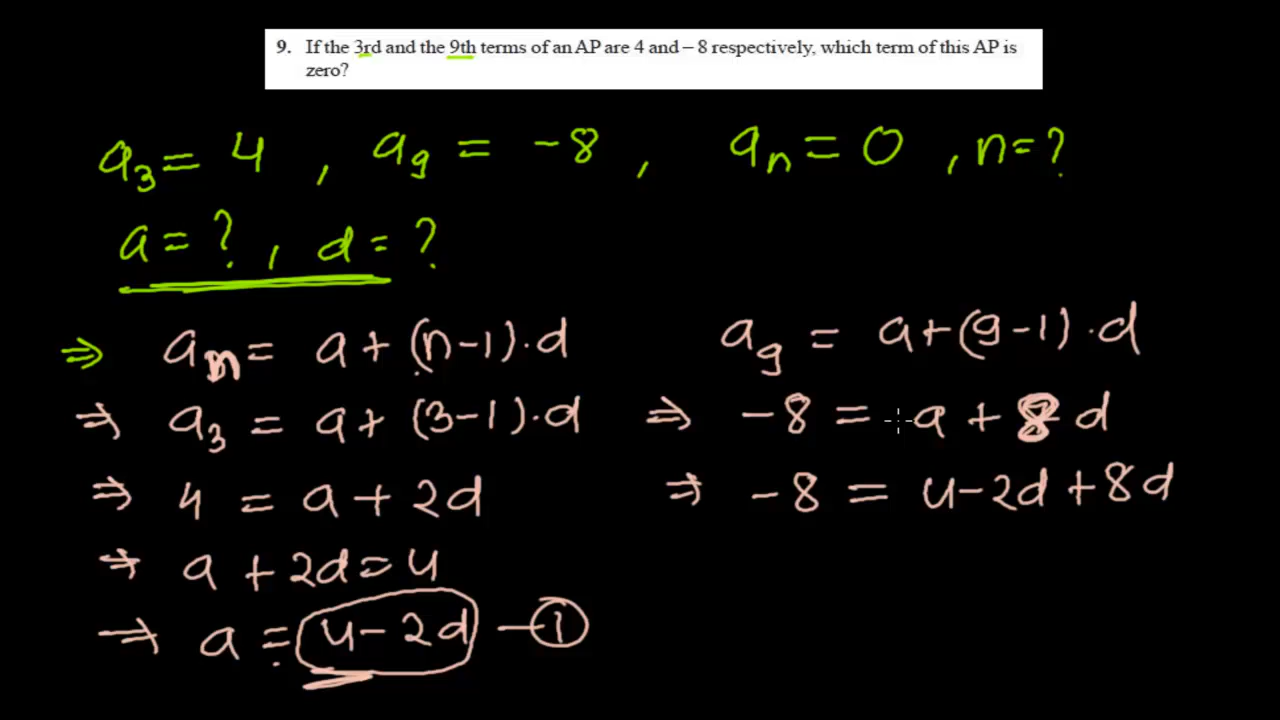 9. If the 3rd and the 9th terms of an AP are 4 and – 8 respectively, which term of this AP is
zero?
a₃ = 4 , a₉ = -8 , aₙ = 0 , n = ?
a = ? , d = ?
⇒ aₙ = a + (n-1).d
⇒ a₃ = a + (3-1).d
⇒ 4 = a + 2d
⇒ a + 2d = 4
⇒ a = 4 - 2d - ①
a₉ = a + (9-1).d
⇒ -8 = a + 8d
⇒ -8 = 4 - 2d + 8d